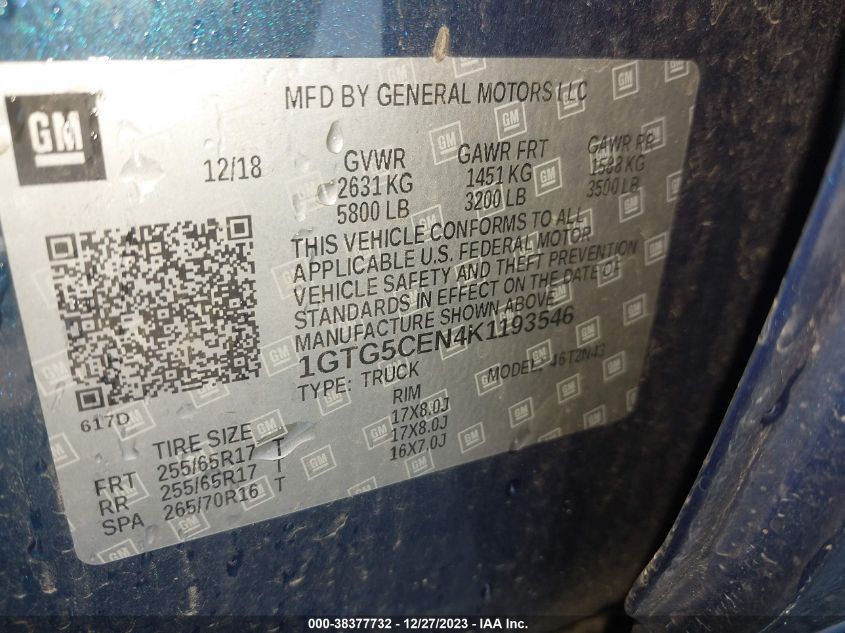 GM
MFD BY GENERAL MOTORS LLC
12/18
GVWR GAWR FRT GAWR RR
2631 KG 1451 KG 1588 KG
5800 LB 3200 LB 3500 LB
THIS VEHICLE CONFORMS TO ALL
APPLICABLE U.S. FEDERAL MOTOR
VEHICLE SAFETY AND THEFT PREVENTION
STANDARDS IN EFFECT ON THE DATE OF
MANUFACTURE SHOWN ABOVE
1GTG5CEN4K1193546
TYPE: TRUCK MODEL: 46T2N43
617D
TIRE SIZE RIM
FRT 255/65R17 T 17X8.0J
RR 255/65R17 T 17X8.0J
SPA 265/70R16 T 16X7.0J
000-38377732 - 12/27/2023 - IAA Inc.